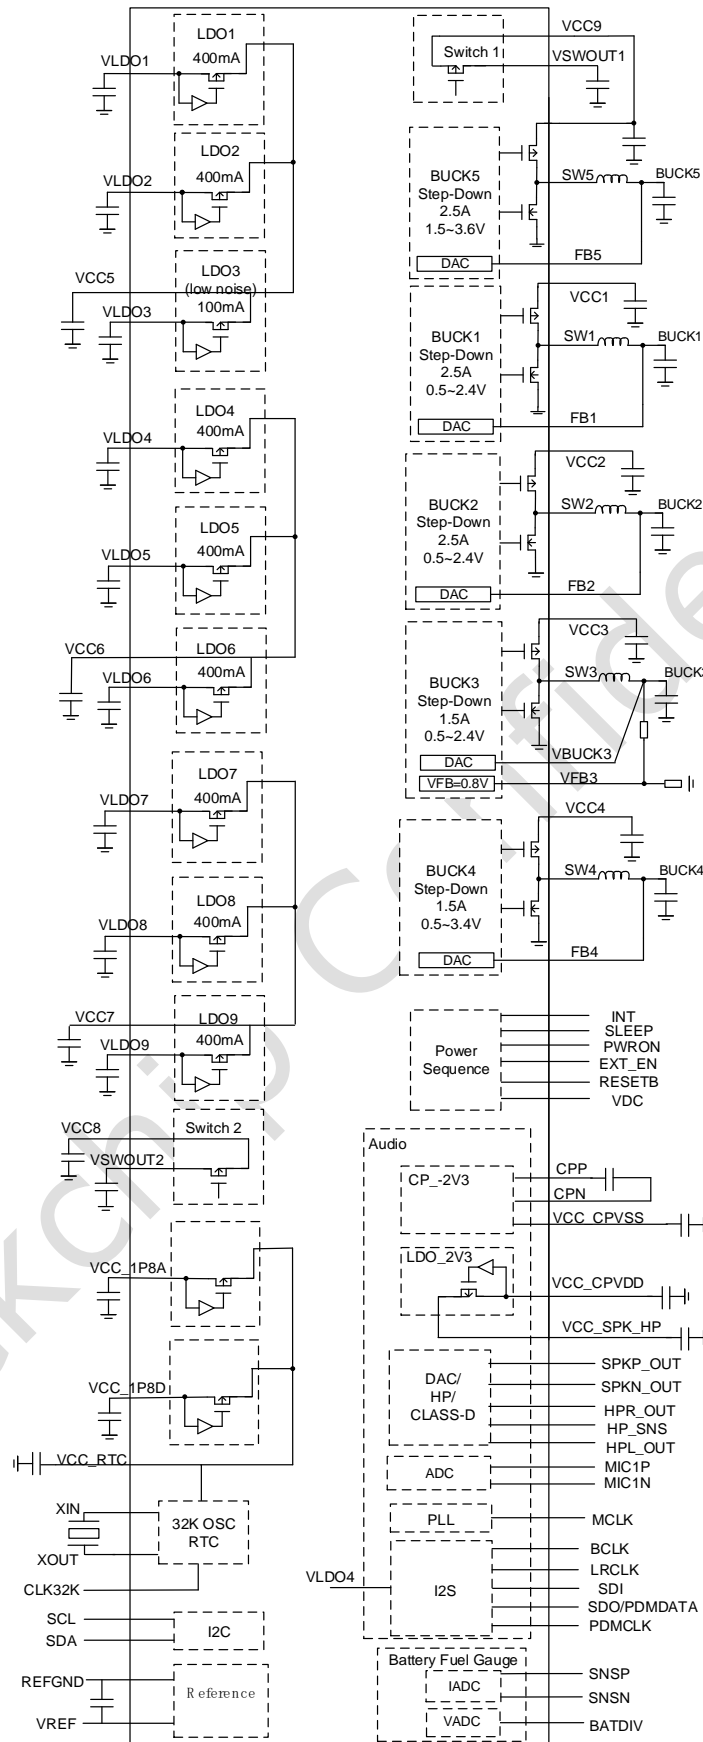 LDO1
400mA
VLDO1
LDO2
400mA
VLDO2
LDO3
(low noise)
100mA
VCC5
VLDO3
LDO4
400mA
VLDO4
LDO5
400mA
VLDO5
LDO6
400mA
VCC6
VLDO6
LDO7
400mA
VLDO7
LDO8
400mA
VLDO8
LDO9
400mA
VCC7
VLDO9
Switch 2
VCC8
VSWOUT2
VCC_1P8A
VCC_1P8D
VCC_RTC
XIN
XOUT
32K OSC
RTC
CLK32K
SCL
SDA
I2C
REFGND
VREF
Reference
VCC9
Switch 1
VSWOUT1
BUCK5
Step-Down
2.5A
1.5~3.6V
DAC
SW5
BUCK5
FB5
VCC1
BUCK1
Step-Down
2.5A
0.5~2.4V
DAC
SW1
BUCK1
FB1
VCC2
BUCK2
Step-Down
2.5A
0.5~2.4V
DAC
SW2
BUCK2
FB2
VCC3
BUCK3
Step-Down
1.5A
0.5~2.4V
DAC
VFB=0.8V
SW3
BUCK3
VBUCK3
VFB3
VCC4
BUCK4
Step-Down
1.5A
0.5~3.4V
DAC
SW4
BUCK4
FB4
Power
Sequence
INT
SLEEP
PWRON
EXT_EN
RESETB
VDC
Audio
CP_-2V3
CPP
CPN
VCC_CPVSS
LDO_2V3
VCC_CPVDD
VCC_SPK_HP
DAC/
HP/
CLASS-D
SPKP_OUT
SPKN_OUT
HPR_OUT
HP_SNS
HPL_OUT
ADC
MIC1P
MIC1N
PLL
MCLK
VLDO4
I2S
BCLK
LRCLK
SDI
SDO/PDMDATA
PDMCLK
Battery Fuel Gauge
IADC
SNSP
SNSN
VADC
BATDIV